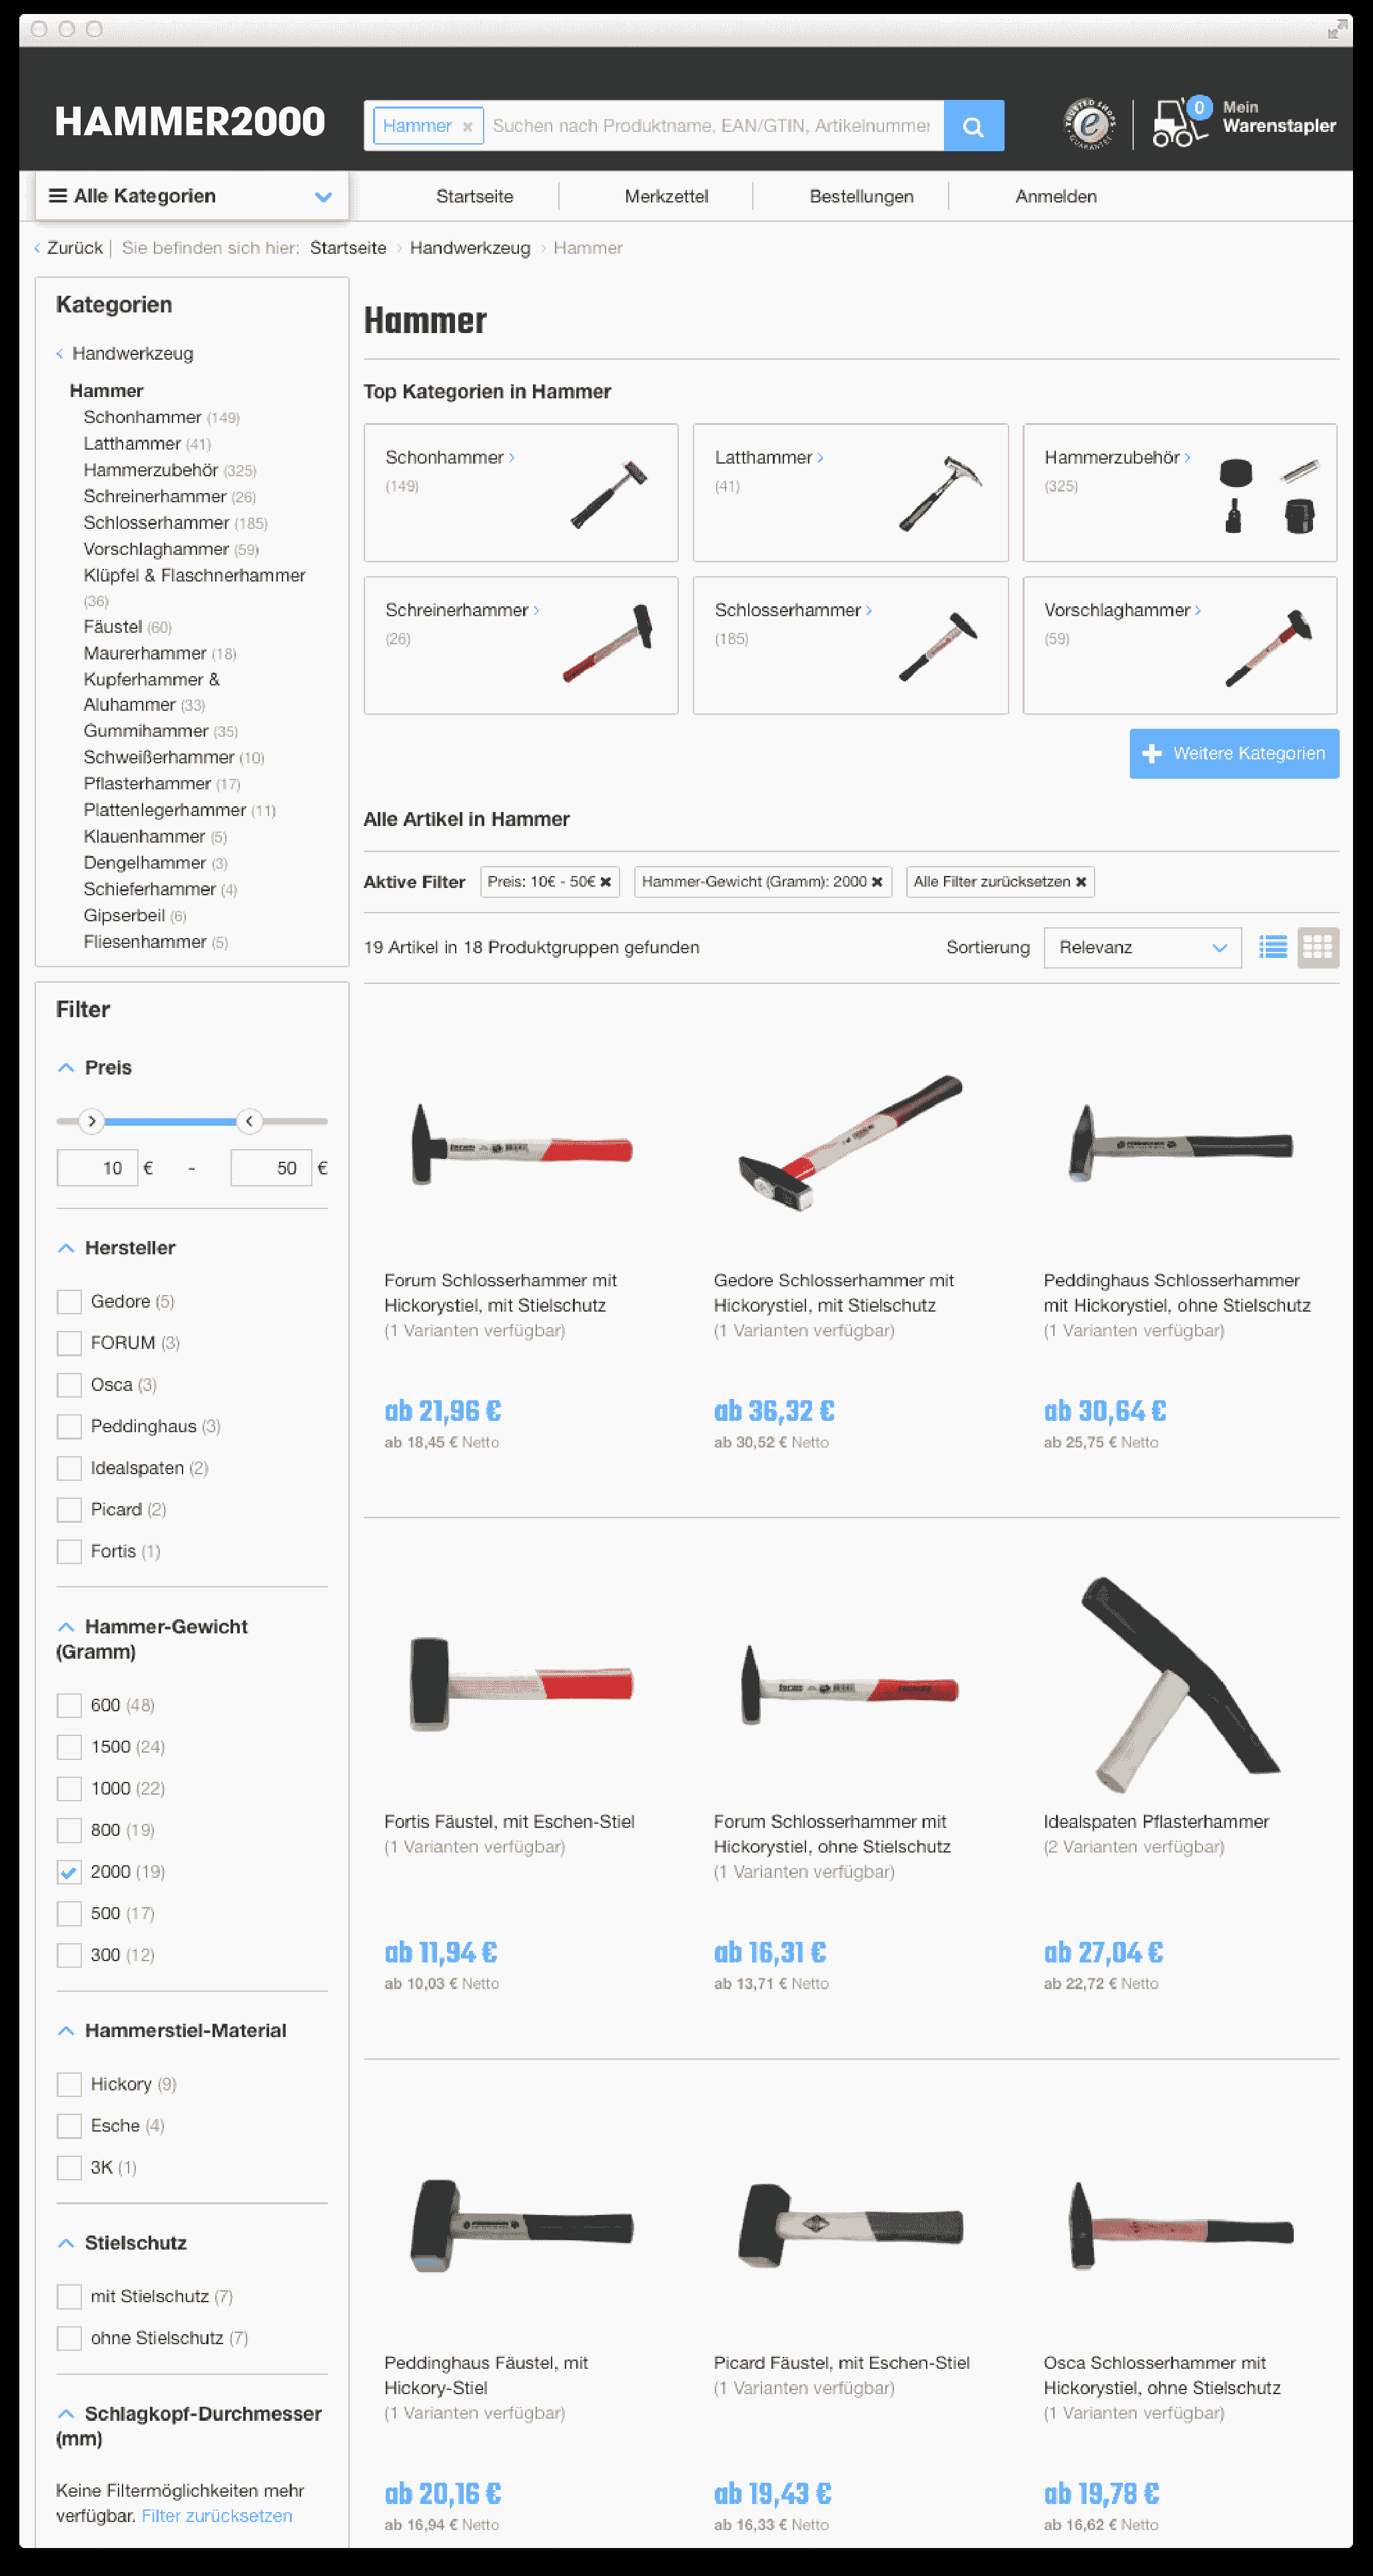 HAMMER2000
Hammer × Suchen nach Produktname, EAN/GTIN, Artikelnummer
TRUSTED SHOPS
e
GUARANTEE
0
Mein
Warenstapler
Alle Kategorien
Startseite
Merkzettel
Bestellungen
Anmelden
Zurück | Sie befinden sich hier: Startseite › Handwerkzeug › Hammer
Kategorien
Handwerkzeug
Hammer
Schonhammer (149)
Latthammer (41)
Hammerzubehör (325)
Schreinerhammer (26)
Schlosserhammer (185)
Vorschlaghammer (59)
Klüpfel & Flaschnerhammer
(36)
Fäustel (60)
Maurerhammer (18)
Kupferhammer &
Aluhammer (33)
Gummihammer (35)
Schweißerhammer (10)
Pflasterhammer (17)
Plattenlegerhammer (11)
Klauenhammer (5)
Dengelhammer (3)
Schieferhammer (4)
Gipserbeil (6)
Fliesenhammer (5)
Filter
Preis
10 € - 50 €
Hersteller
Gedore (5)
FORUM (3)
Osca (3)
Peddinghaus (3)
Idealspaten (2)
Picard (2)
Fortis (1)
Hammer-Gewicht
(Gramm)
600 (48)
1500 (24)
1000 (22)
800 (19)
2000 (19)
500 (17)
300 (12)
Hammerstiel-Material
Hickory (9)
Esche (4)
3K (1)
Stielschutz
mit Stielschutz (7)
ohne Stielschutz (7)
Schlagkopf-Durchmesser
(mm)
Keine Filtermöglichkeiten mehr
verfügbar. Filter zurücksetzen
Hammer
Top Kategorien in Hammer
Schonhammer ›
(149)
Latthammer ›
(41)
Hammerzubehör ›
(325)
Schreinerhammer ›
(26)
Schlosserhammer ›
(185)
Vorschlaghammer ›
(59)
Weitere Kategorien
Alle Artikel in Hammer
Aktive Filter
Preis: 10€ - 50€
Hammer-Gewicht (Gramm): 2000
Alle Filter zurücksetzen
19 Artikel in 18 Produktgruppen gefunden
Sortierung
Relevanz
Forum Schlosserhammer mit
Hickorystiel, mit Stielschutz
(1 Varianten verfügbar)
ab 21,96 €
ab 18,45 € Netto
Gedore Schlosserhammer mit
Hickorystiel, mit Stielschutz
(1 Varianten verfügbar)
ab 36,32 €
ab 30,52 € Netto
Peddinghaus Schlosserhammer
mit Hickorystiel, ohne Stielschutz
(1 Varianten verfügbar)
ab 30,64 €
ab 25,75 € Netto
Fortis Fäustel, mit Eschen-Stiel
(1 Varianten verfügbar)
ab 11,94 €
ab 10,03 € Netto
Forum Schlosserhammer mit
Hickorystiel, ohne Stielschutz
(1 Varianten verfügbar)
ab 16,31 €
ab 13,71 € Netto
Idealspaten Pflasterhammer
(2 Varianten verfügbar)
ab 27,04 €
ab 22,72 € Netto
Peddinghaus Fäustel, mit
Hickory-Stiel
(1 Varianten verfügbar)
ab 20,16 €
ab 16,94 € Netto
Picard Fäustel, mit Eschen-Stiel
(1 Varianten verfügbar)
ab 19,43 €
ab 16,33 € Netto
Osca Schlosserhammer mit
Hickorystiel, ohne Stielschutz
(1 Varianten verfügbar)
ab 19,78 €
ab 16,62 € Netto